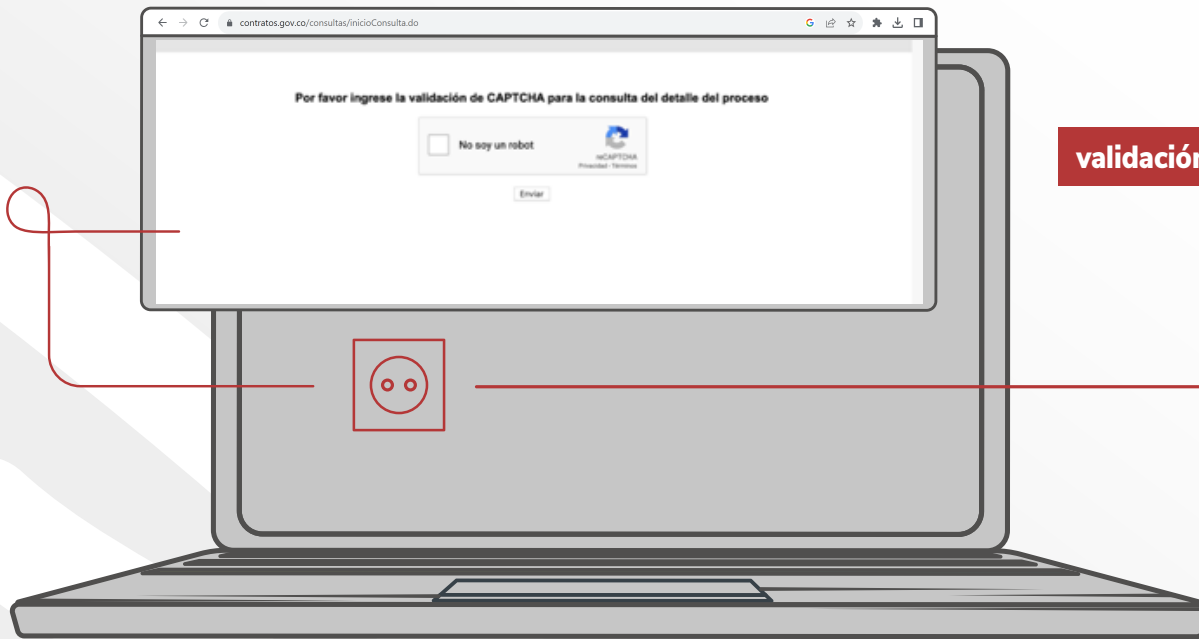 contratos.gov.co/consultas/inicioConsulta.do
Por favor ingrese la validación de CAPTCHA para la consulta del detalle del proceso
No soy un robot
reCAPTCHA
Privacidad - Términos
Enviar
validación